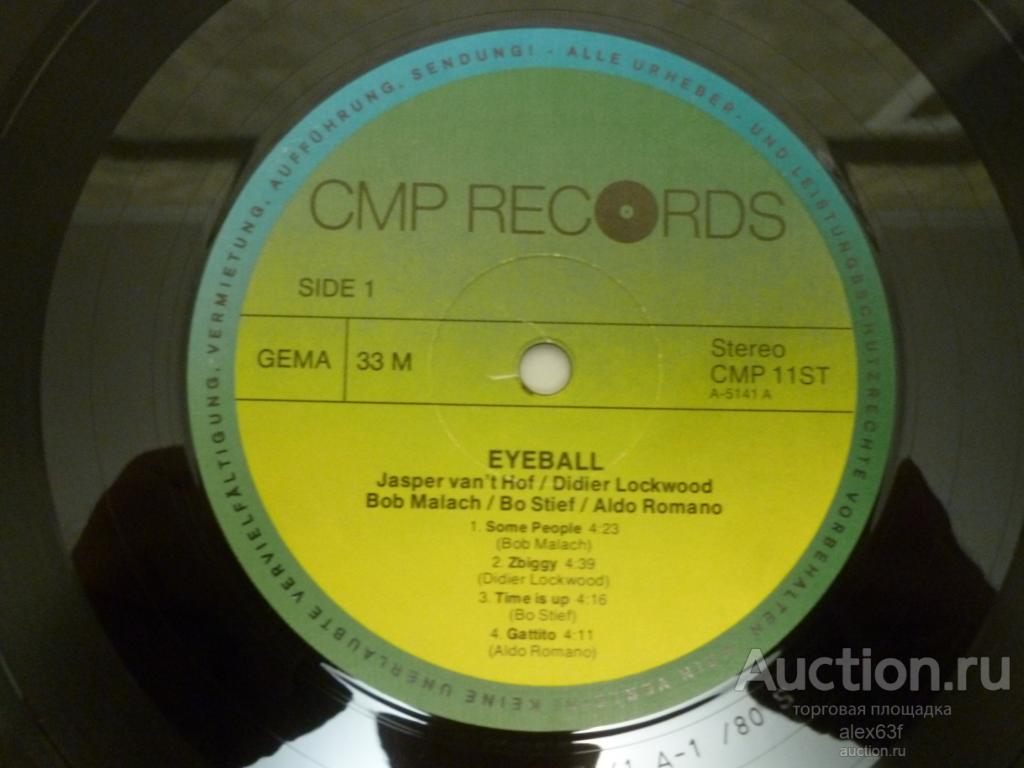 ALLE URHEBER- UND LEISTUNGSSCHUTZRECHTE VORBEHALTEN
KEINE UNERLAUBTE VERVIELFÄLTIGUNG, VERMIETUNG, AUFFÜHRUNG, SENDUNG! -
CMP RECORDS
SIDE 1
GEMA
33 M
Stereo
CMP 11ST
A-5141 A
EYEBALL
Jasper van't Hof / Didier Lockwood
Bob Malach / Bo Stief / Aldo Romano
1. Some People 4:23
(Bob Malach)
2. Zbiggy 4:39
(Didier Lockwood)
3. Time is up 4:16
(Bo Stief)
4. Gattito 4:11
(Aldo Romano)
A-1 /80 S
Auction.ru
торговая площадка
alex63f
auction.ru